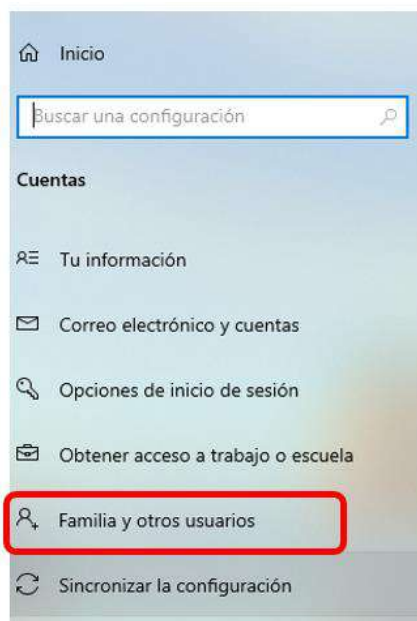 Inicio
Buscar una configuración
Cuentas
Tu información
Correo electrónico y cuentas
Opciones de inicio de sesión
Obtener acceso a trabajo o escuela
Familia y otros usuarios
Sincronizar la configuración